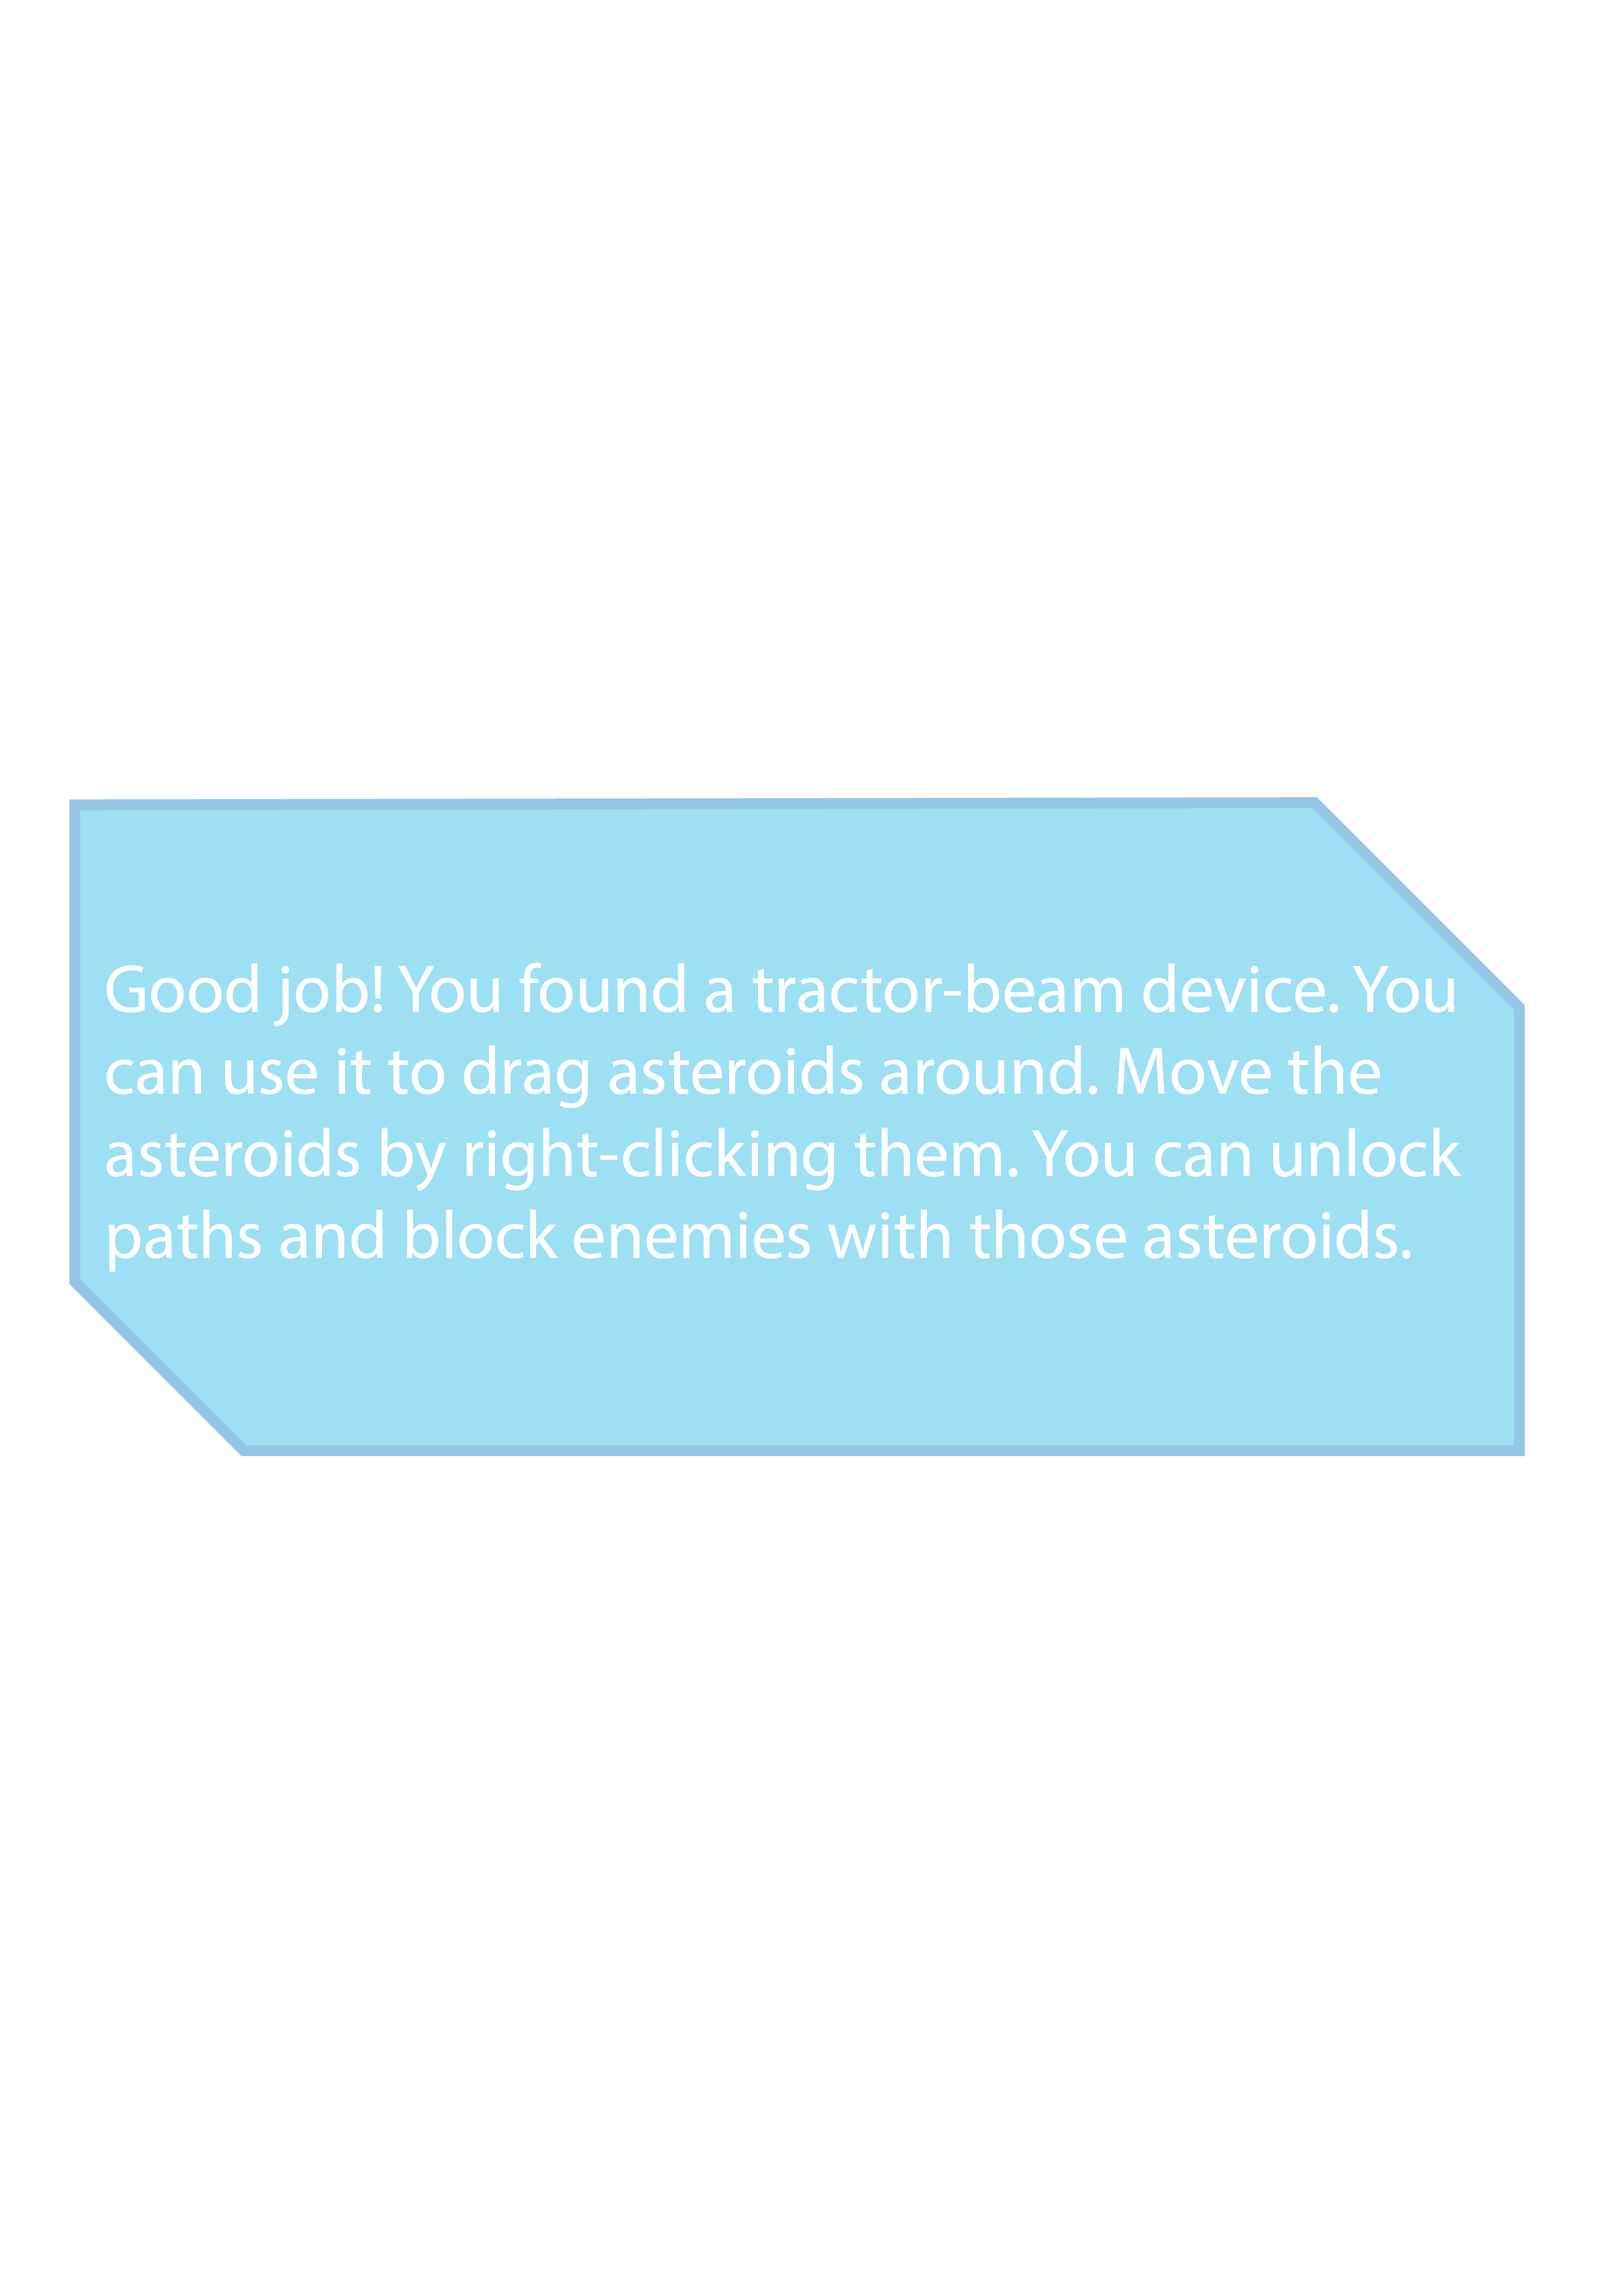 Good job! You found a tractor-beam device. You
can use it to drag asteroids around. Move the
asteroids by right-clicking them. You can unlock
paths and block enemies with those asteroids.